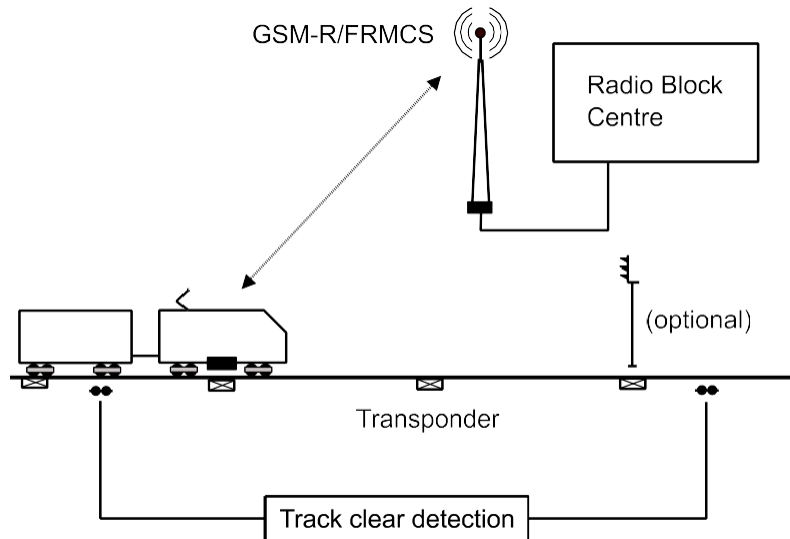 GSM-R/FRMCS
Radio Block
Centre
(optional)
Transponder
Track clear detection